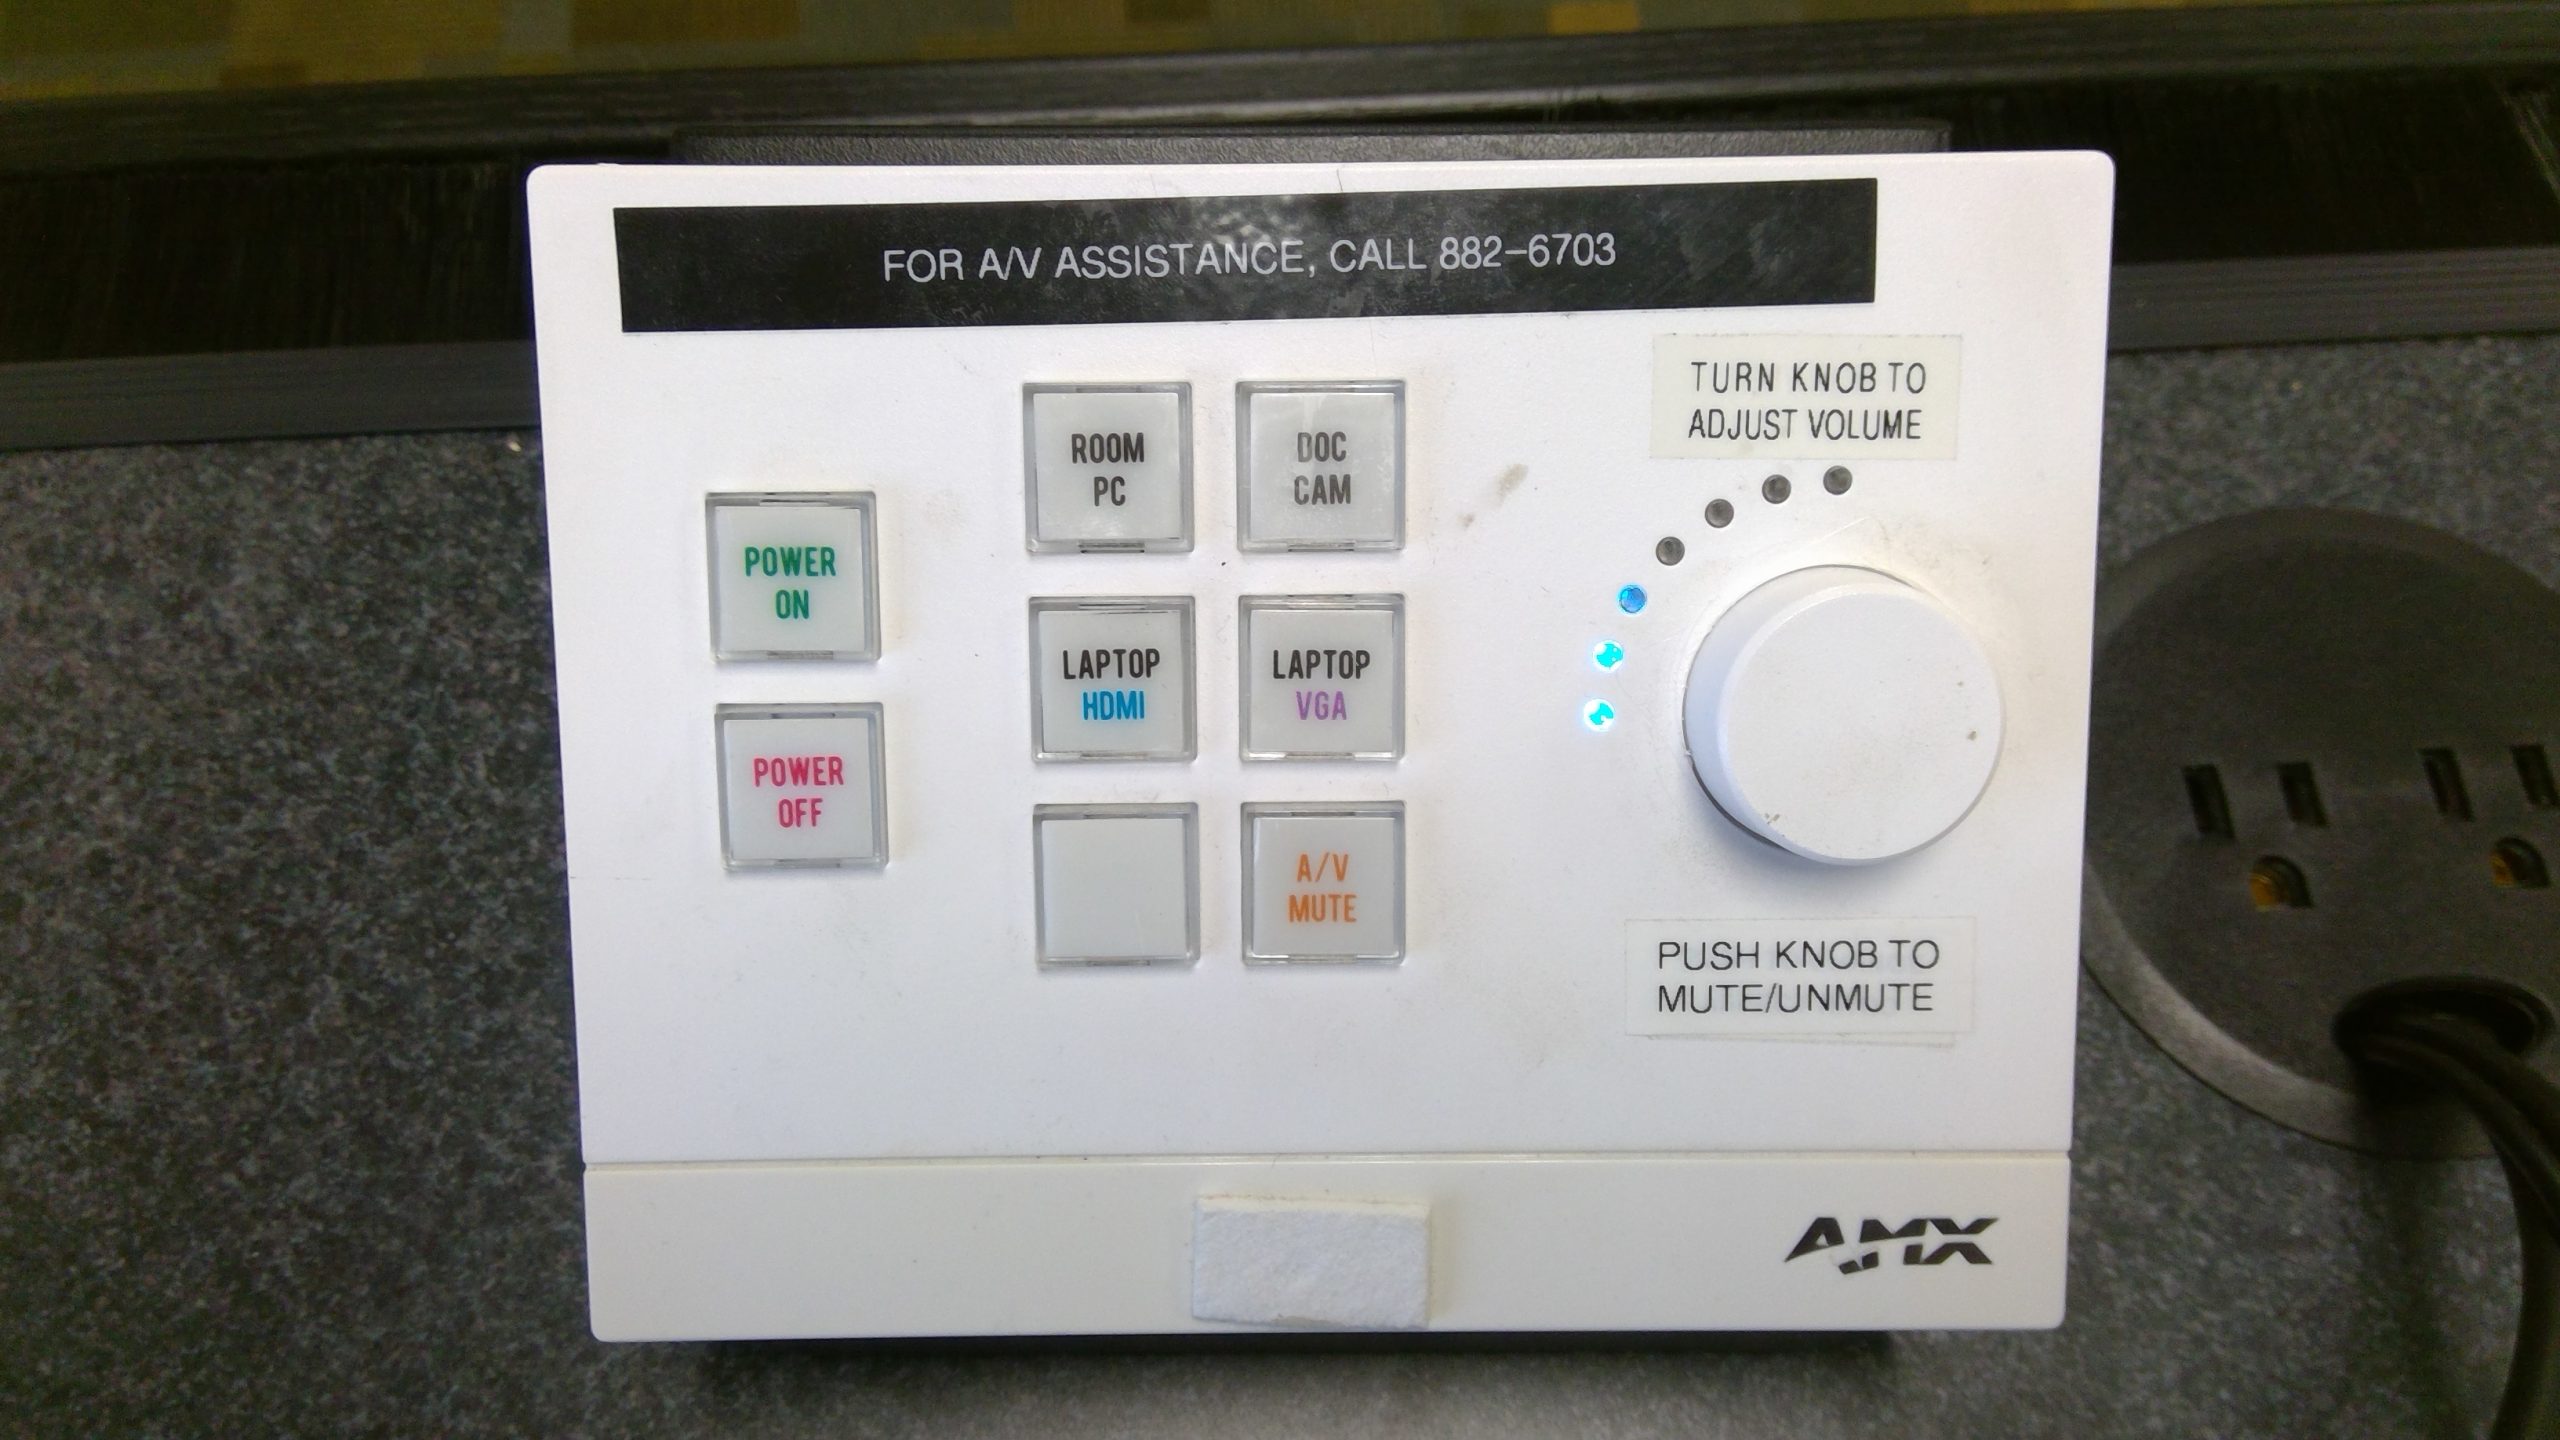 FOR A/V ASSISTANCE, CALL 882-6703
TURN KNOB TO
ADJUST VOLUME
ROOM
PC
DOC
CAM
POWER
ON
LAPTOP
HDMI
LAPTOP
VGA
POWER
OFF
A/V
MUTE
PUSH KNOB TO
MUTE/UNMUTE
AMX